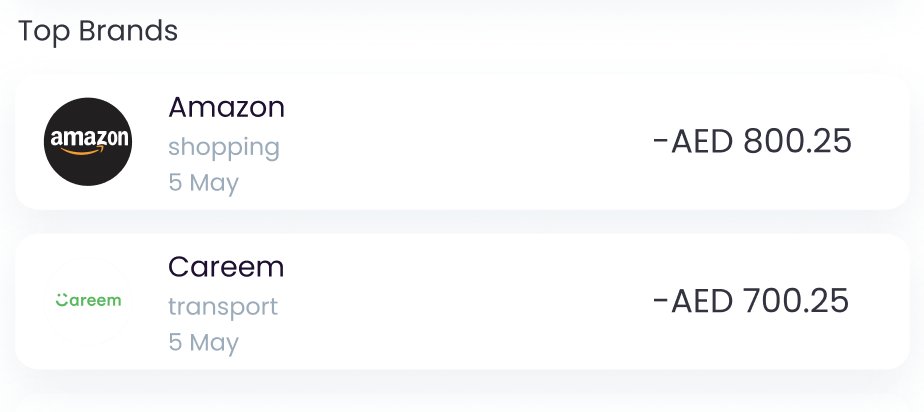 Top Brands
amazon
Amazon
shopping
5 May
-AED 800.25
Careem
Careem
transport
5 May
-AED 700.25